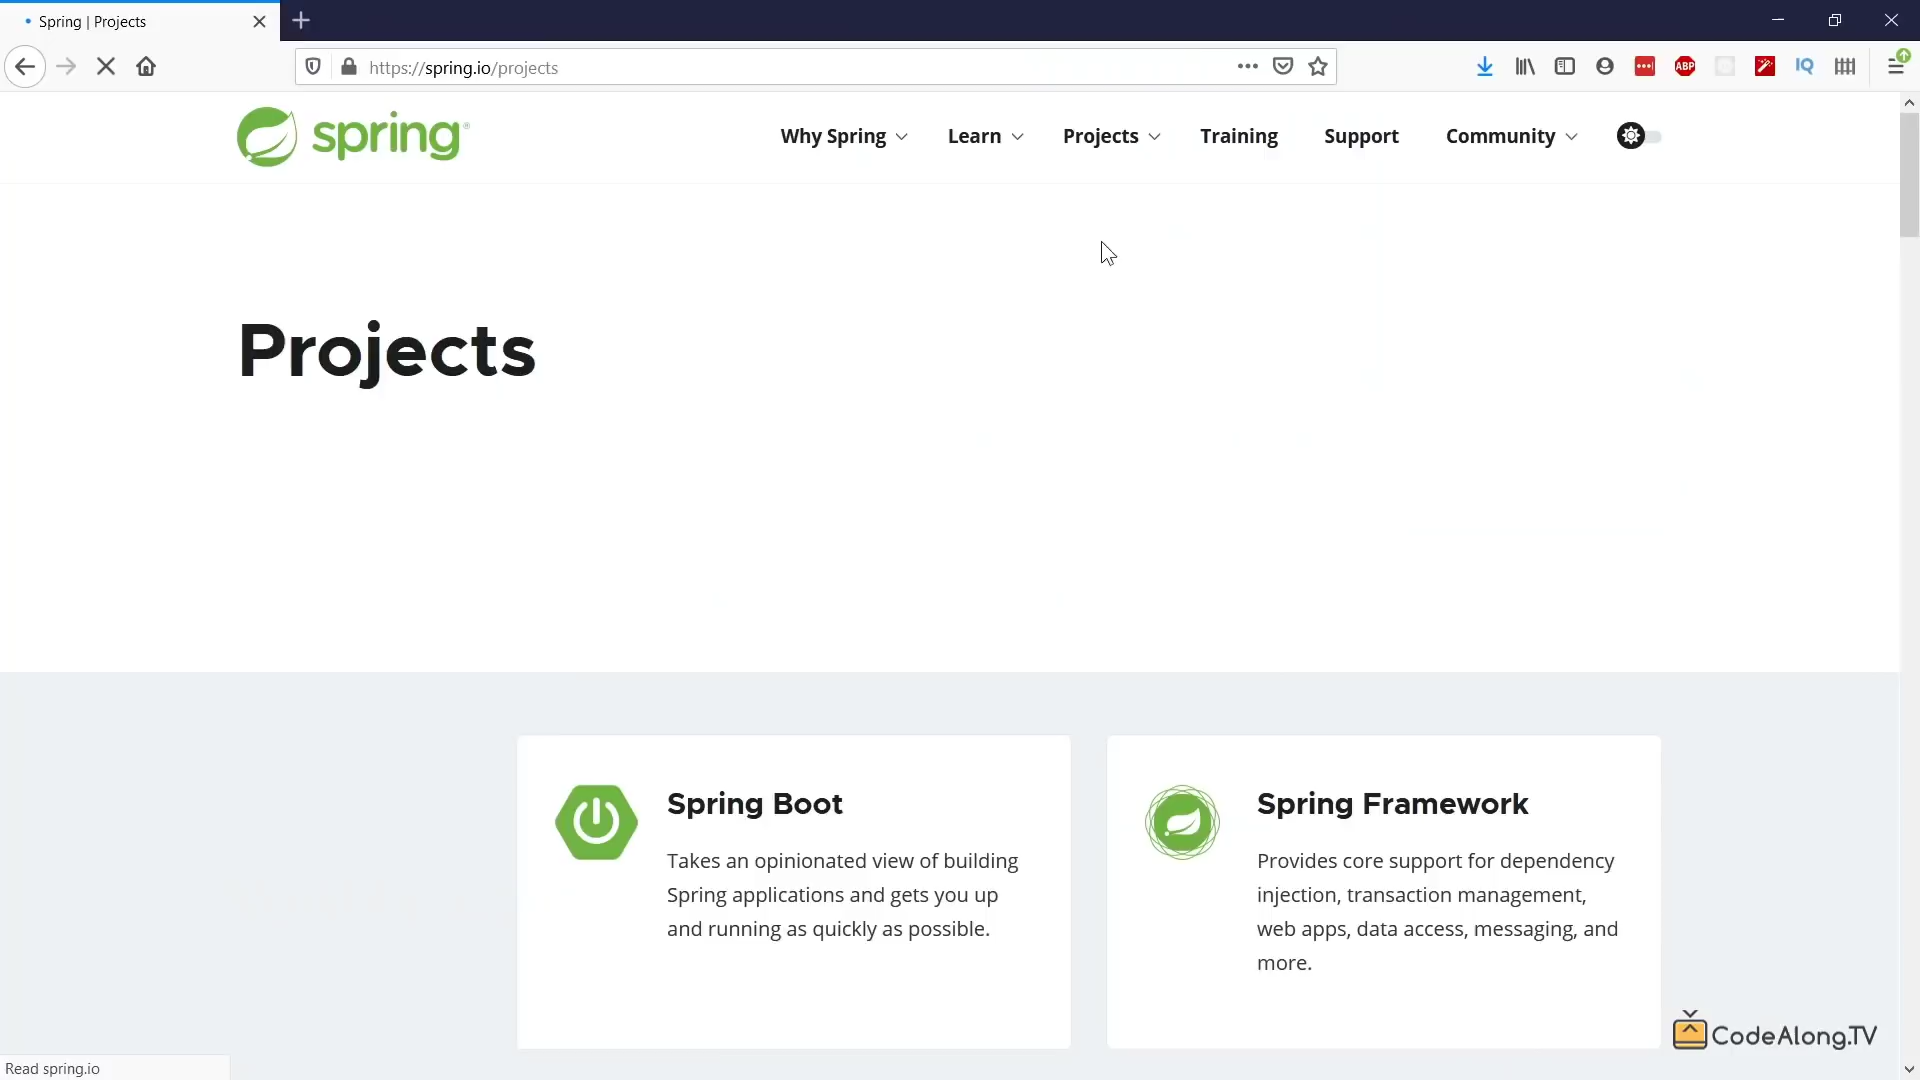 Spring | Projects
https://spring.io/projects
ABP
IQ
spring®
Why Spring
Learn
Projects
Training
Support
Community
Projects
Spring Boot
Takes an opinionated view of building
Spring applications and gets you up
and running as quickly as possible.
Spring Framework
Provides core support for dependency
injection, transaction management,
web apps, data access, messaging, and
more.
CodeAlong.TV
Read spring.io